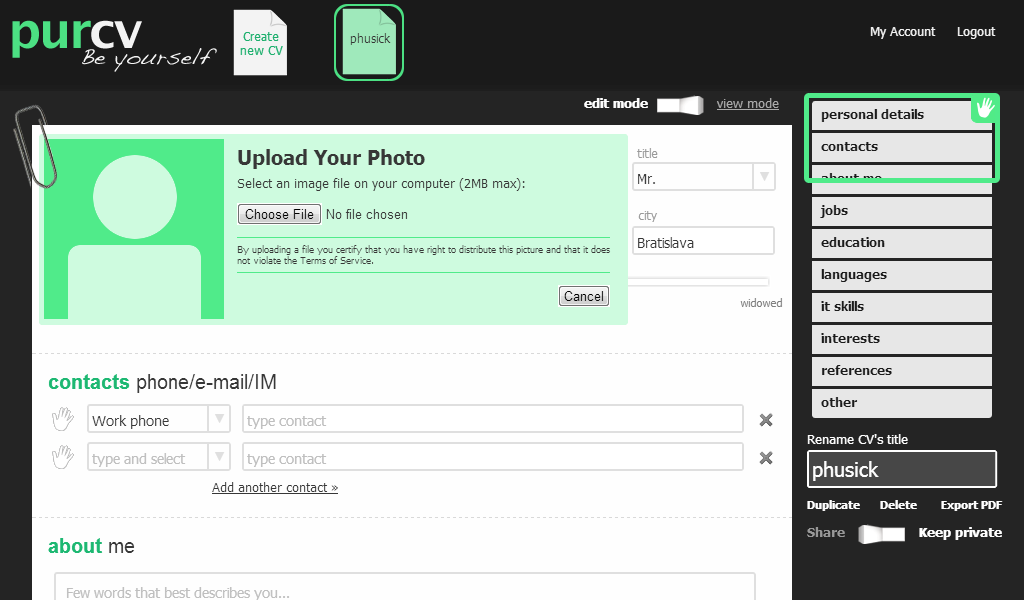 purcv
Be yourself
Create
new CV
phusick
My Account
Logout
edit mode
view mode
Upload Your Photo
Select an image file on your computer (2MB max):
Choose File No file chosen
By uploading a file you certify that you have right to distribute this picture and that it does
not violate the Terms of Service.
Cancel
title
Mr.
city
Bratislava
widowed
contacts phone/e-mail/IM
Work phone
type contact
type and select
type contact
Add another contact »
about me
Few words that best describes you...
personal details
contacts
about me
jobs
education
languages
it skills
interests
references
other
Rename CV's title
phusick
Duplicate
Delete
Export PDF
Share
Keep private